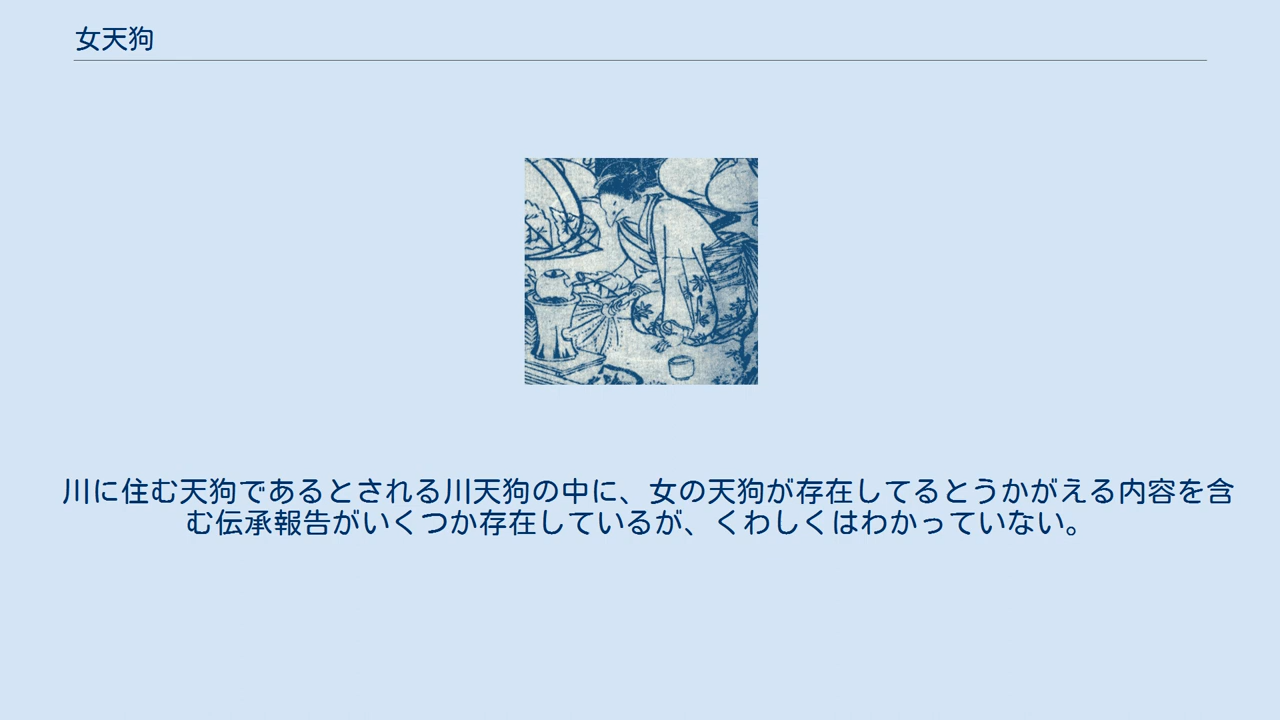 女天狗
川に住む天狗であるとされる川天狗の中に、女の天狗が存在してるとうかがえる内容を含
む伝承報告がいくつか存在しているが、くわしくはわかっていない。